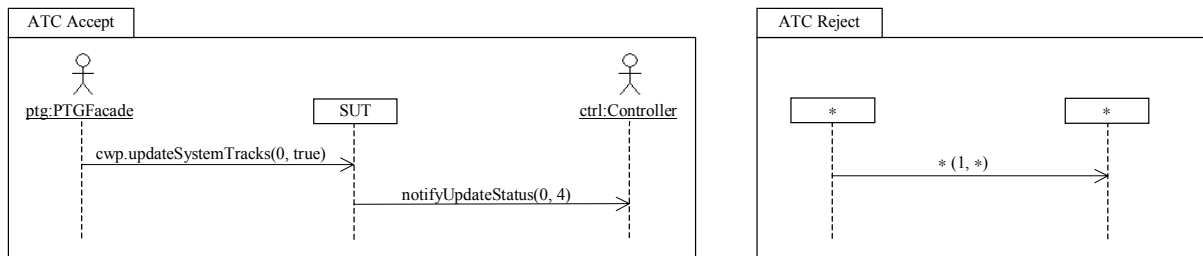 ATC Accept
ptg:PTGFacade
SUT
ctrl:Controller
cwp.updateSystemTracks(0, true)
notifyUpdateStatus(0, 4)
ATC Reject
*
*
* (1, *)